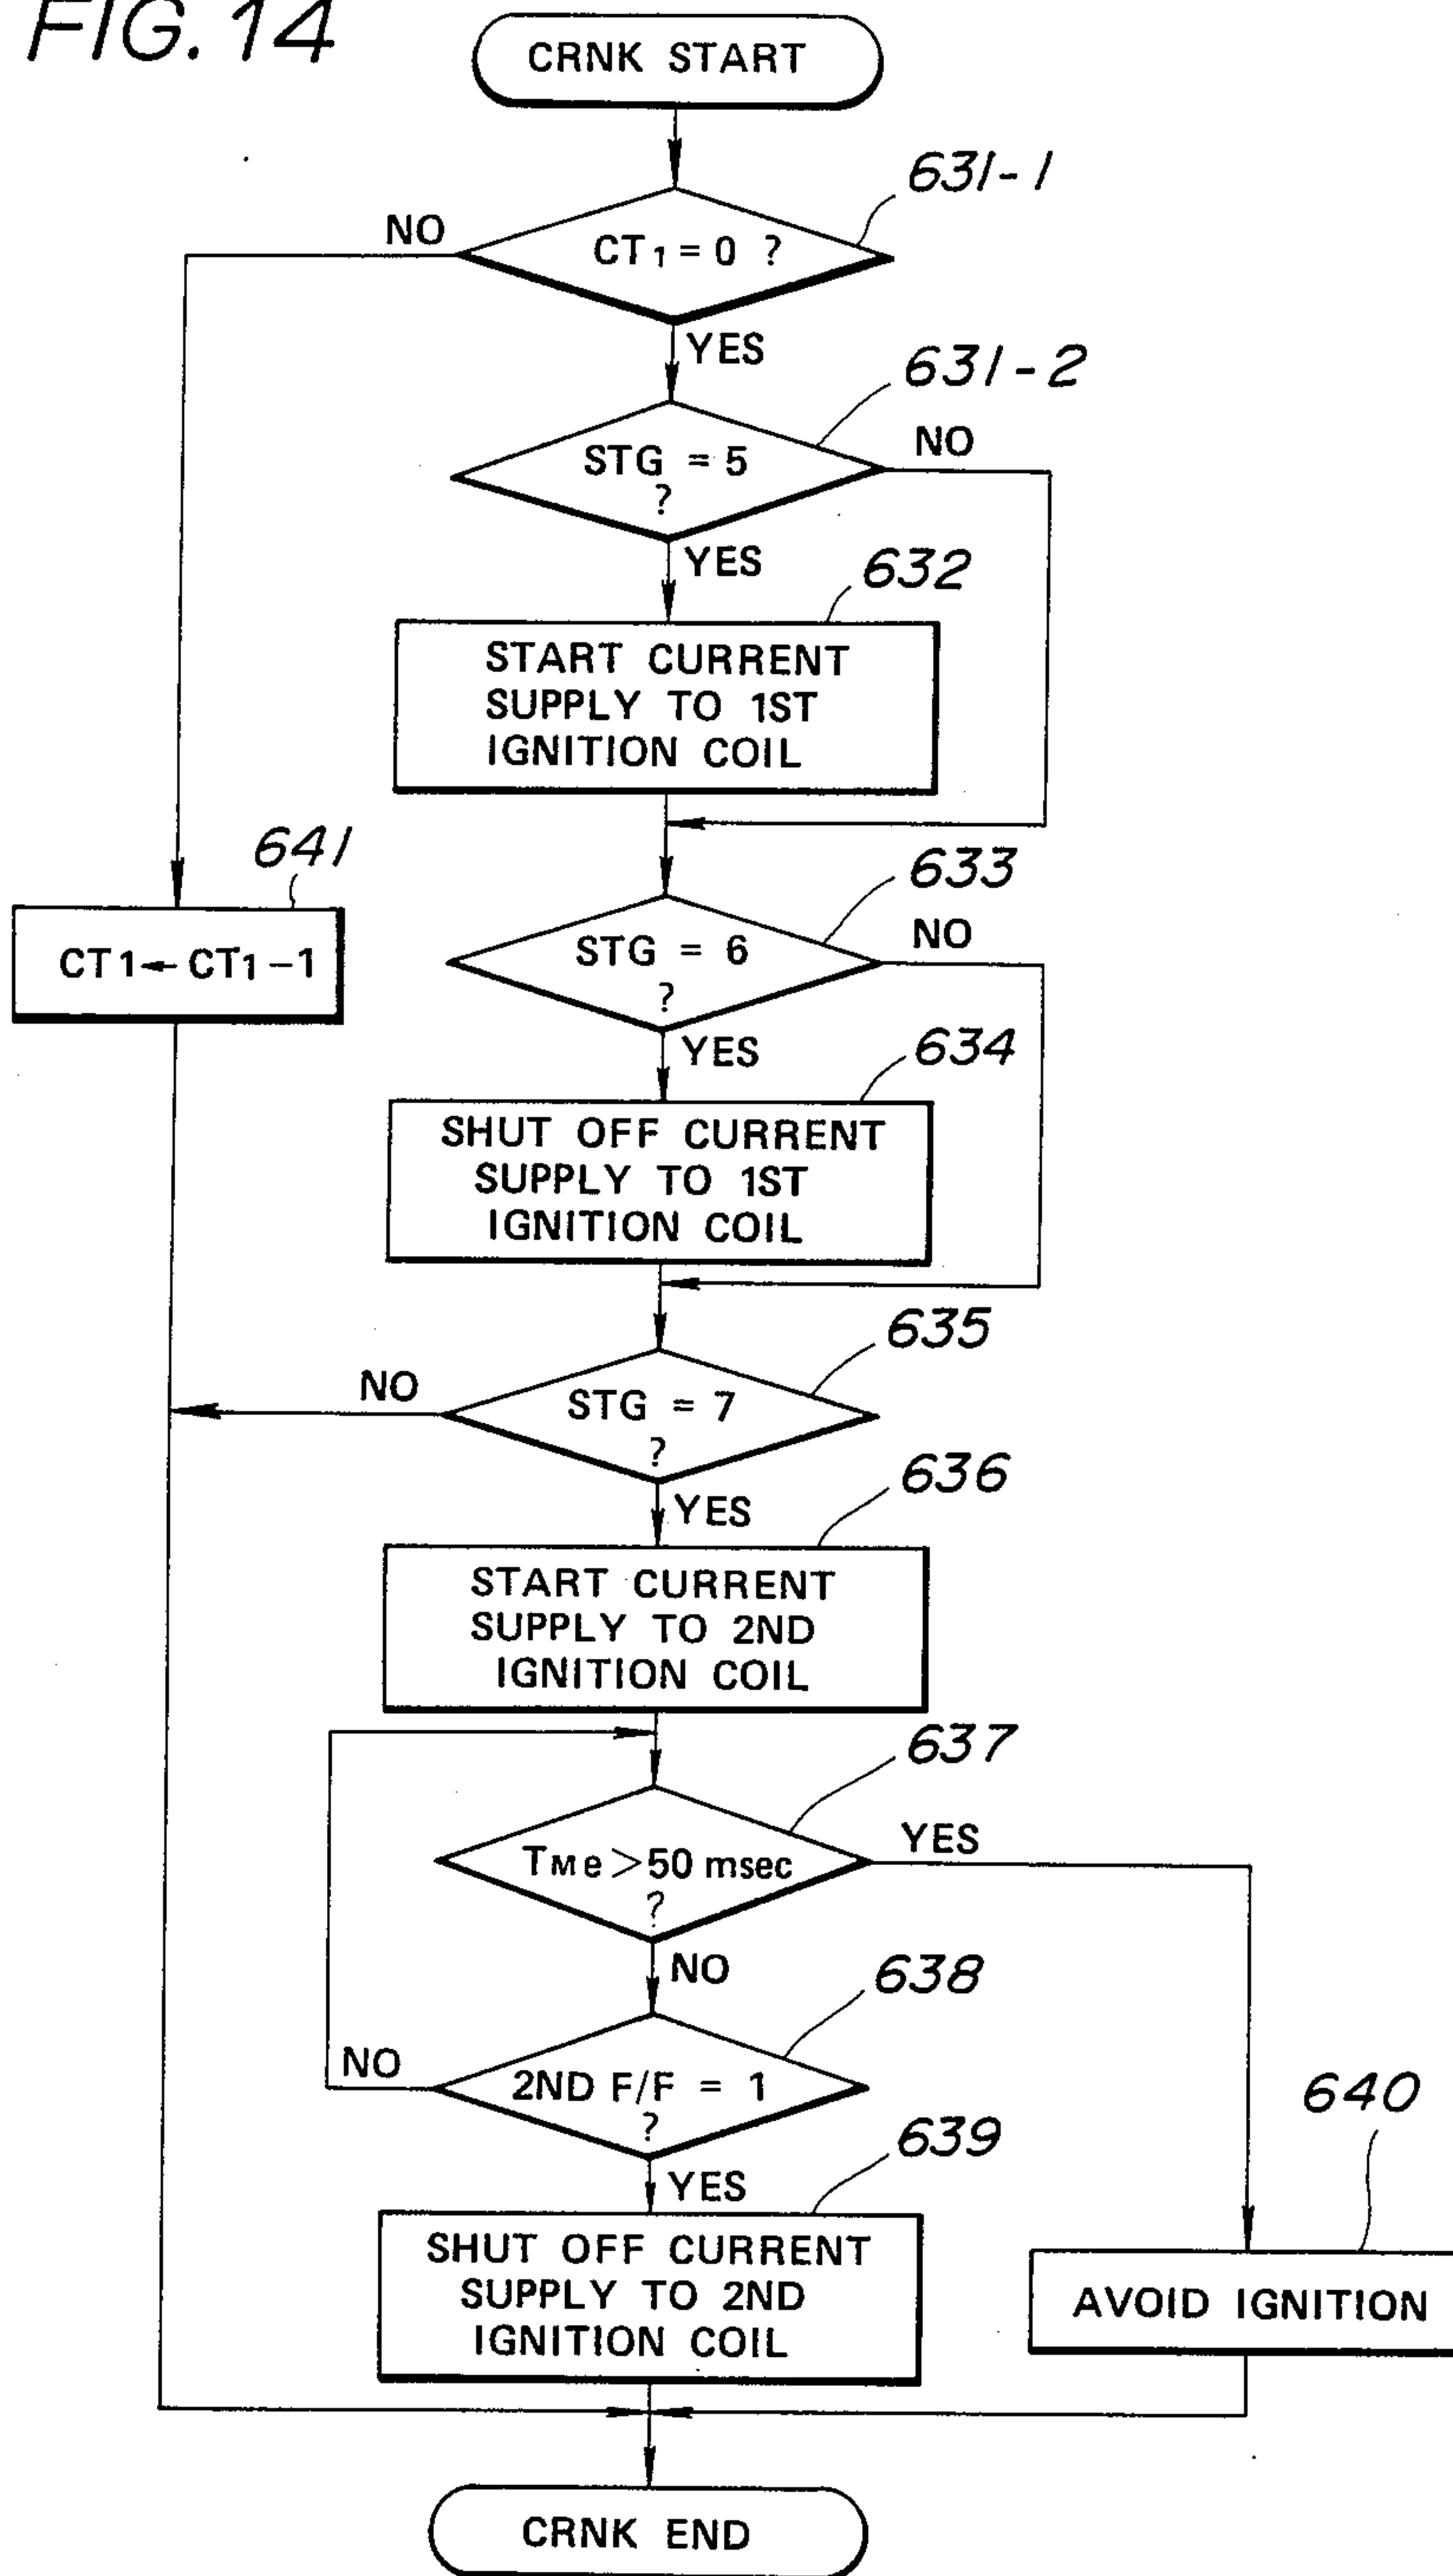 FIG. 14
CRNK START
631-1
NO
CT1 = 0 ?
YES
631-2
NO
STG = 5
?
YES
632
START CURRENT
SUPPLY TO 1ST
IGNITION COIL
641
CT1 ← CT1 -1
633
NO
STG = 6
?
YES
634
SHUT OFF CURRENT
SUPPLY TO 1ST
IGNITION COIL
635
NO
STG = 7
?
YES
636
START CURRENT
SUPPLY TO 2ND
IGNITION COIL
637
YES
TMe > 50 msec
?
NO
638
NO
2ND F/F = 1
?
YES
639
640
SHUT OFF CURRENT
SUPPLY TO 2ND
IGNITION COIL
AVOID IGNITION
CRNK END